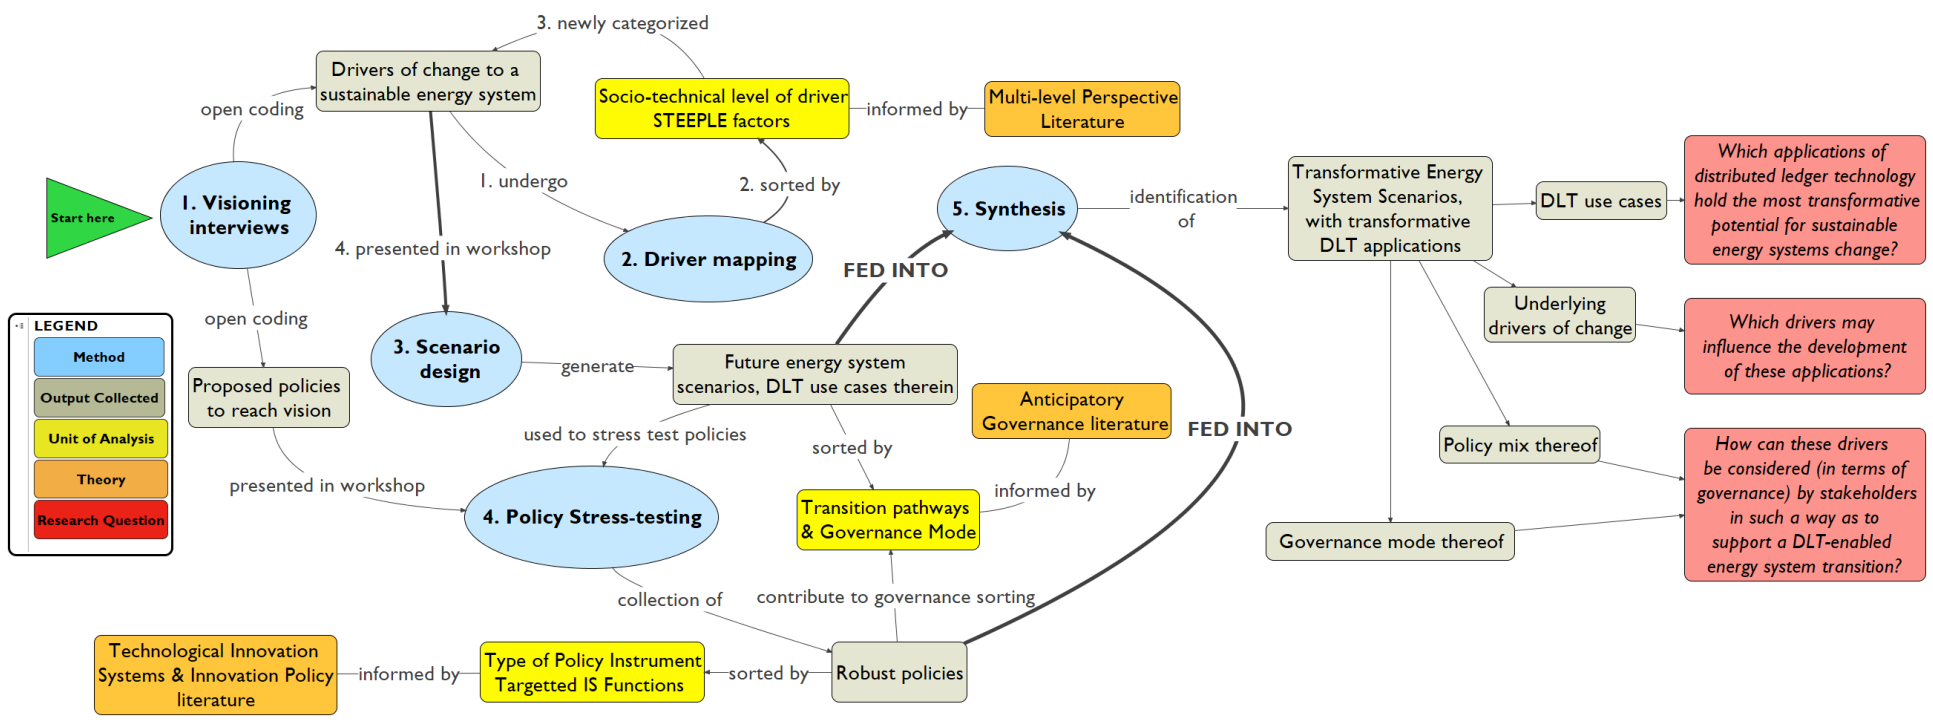 3. newly categorized
Drivers of change to a
sustainable energy system
open coding
Socio-technical level of driver
STEEPLE factors
informed by
Multi-level Perspective
Literature
Start here
1. Visioning
interviews
1. undergo
2. sorted by
4. presented in workshop
2. Driver mapping
5. Synthesis
identification
of
Transformative Energy
System Scenarios,
with transformative
DLT applications
DLT use cases
Which applications of
distributed ledger technology
hold the most transformative
potential for sustainable
energy systems change?
FED INTO
open coding
Underlying
drivers of change
Which drivers may
influence the development
of these applications?
LEGEND
Method
Output Collected
Unit of Analysis
Theory
Research Question
3. Scenario
design
generate
Future energy system
scenarios, DLT use cases therein
Proposed policies
to reach vision
Anticipatory
Governance literature
FED INTO
used to stress test policies
sorted by
Policy mix thereof
How can these drivers
be considered (in terms of
governance) by stakeholders
in such a way as to
support a DLT-enabled
energy system transition?
presented in workshop
informed by
4. Policy Stress-testing
Transition pathways
& Governance Mode
Governance mode thereof
collection of
contribute to governance sorting
Technological Innovation
Systems & Innovation Policy
literature
informed by
Type of Policy Instrument
Targetted IS Functions
sorted by
Robust policies